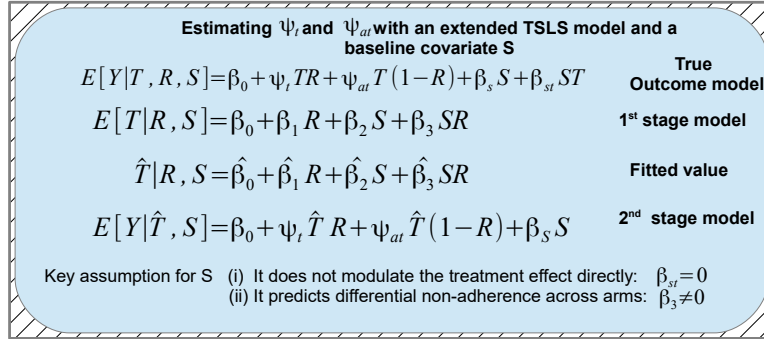 Estimating ψt and ψat with an extended TSLS model and a
baseline covariate S
E[Y|T, R, S]=β0+ψt TR+ψat T(1−R)+βs S+βst ST
True
Outcome model
E[T|R, S]=β0+β1 R+β2 S+β3 SR
1st stage model
T̂|R, S=β̂0+β̂1 R+β̂2 S+β̂3 SR
Fitted value
E[Y|T̂, S]=β0+ψt T̂ R+ψat T̂(1−R)+βS S
2nd stage model
Key assumption for S (i) It does not modulate the treatment effect directly: βst=0
(ii) It predicts differential non-adherence across arms: β3≠0